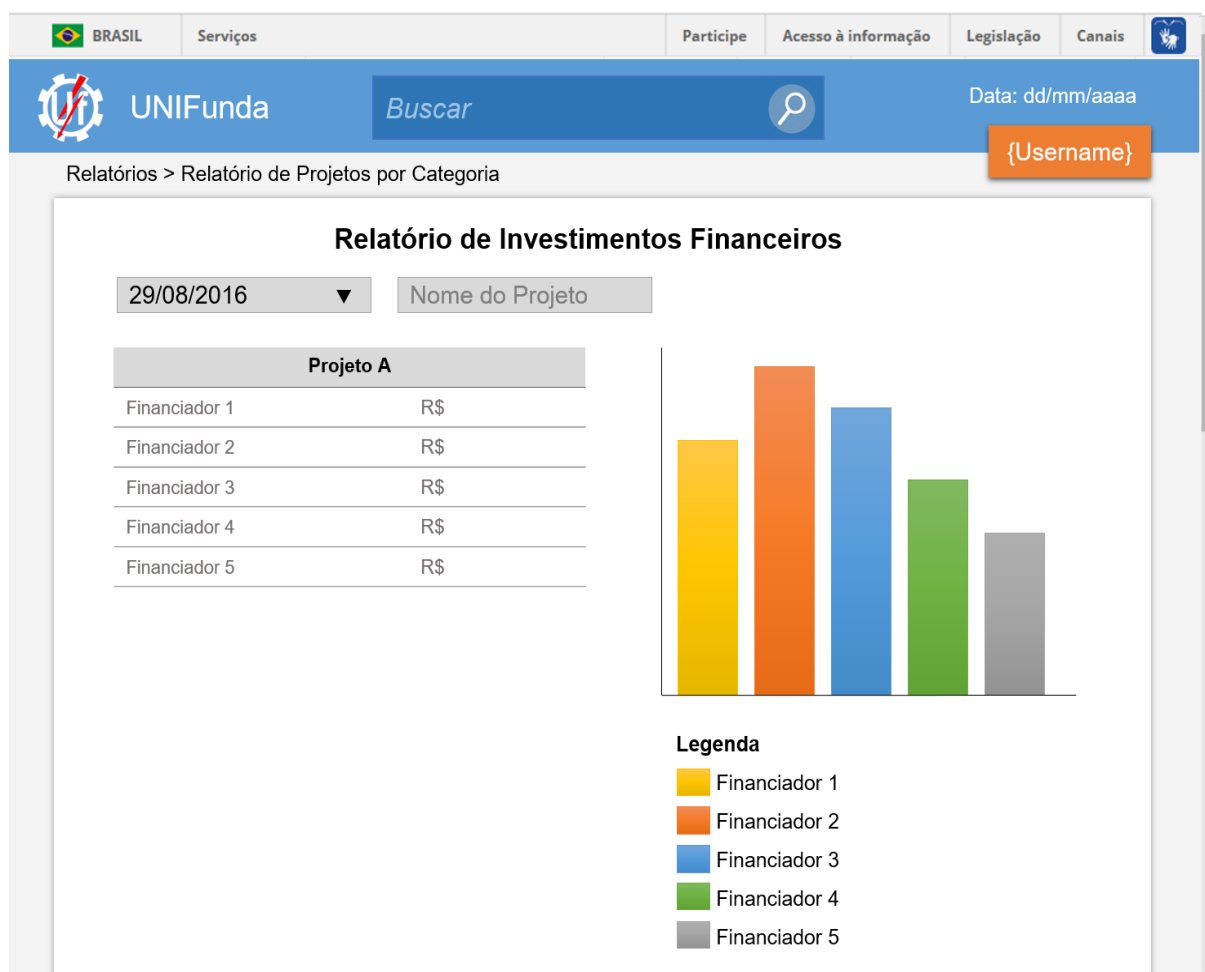 BRASIL Serviços Participe Acesso à informação Legislação Canais
Uf UNIFunda Buscar Data: dd/mm/aaaa
{Username}
Relatórios > Relatório de Projetos por Categoria
Relatório de Investimentos Financeiros
29/08/2016 ▼ Nome do Projeto
Projeto A
Financiador 1 R$
Financiador 2 R$
Financiador 3 R$
Financiador 4 R$
Financiador 5 R$
Legenda
Financiador 1
Financiador 2
Financiador 3
Financiador 4
Financiador 5